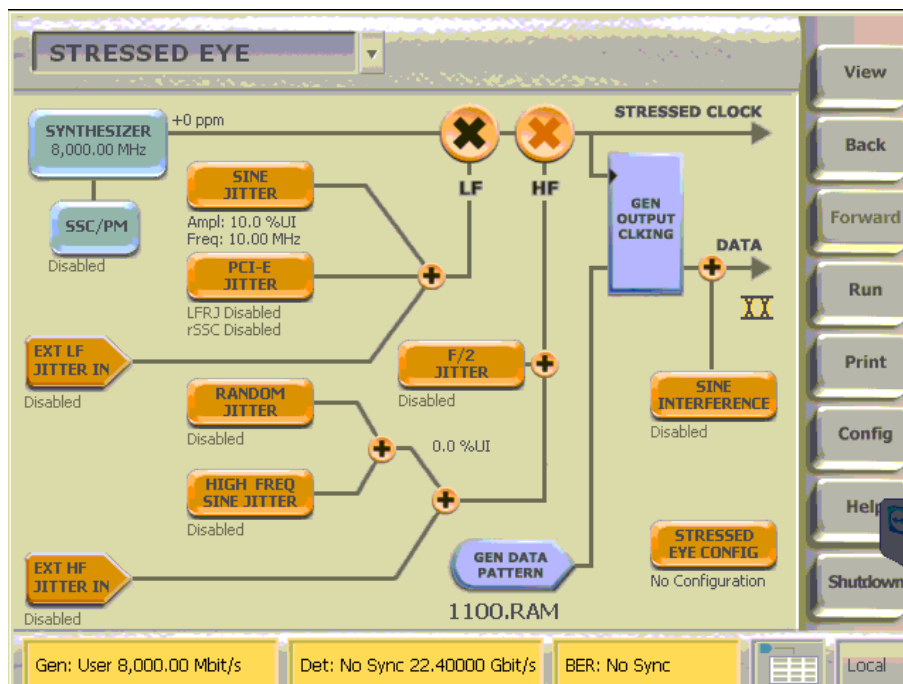 STRESSED EYE
View
Back
Forward
Run
Print
Config
Help
Shutdown
SYNTHESIZER
8,000.00 MHz
+0 ppm
STRESSED CLOCK
SSC/PM
Disabled
SINE
JITTER
Ampl: 10.0 %UI
Freq: 10.00 MHz
LF
HF
GEN
OUTPUT
CLKING
DATA
PCI-E
JITTER
LFRJ Disabled
rSSC Disabled
EXT LF
JITTER IN
Disabled
F/2
JITTER
Disabled
SINE
INTERFERENCE
Disabled
RANDOM
JITTER
Disabled
0.0 %UI
HIGH FREQ
SINE JITTER
Disabled
STRESSED
EYE CONFIG
No Configuration
EXT HF
JITTER IN
Disabled
GEN DATA
PATTERN
1100.RAM
Gen: User 8,000.00 Mbit/s
Det: No Sync 22.40000 Gbit/s
BER: No Sync
Local